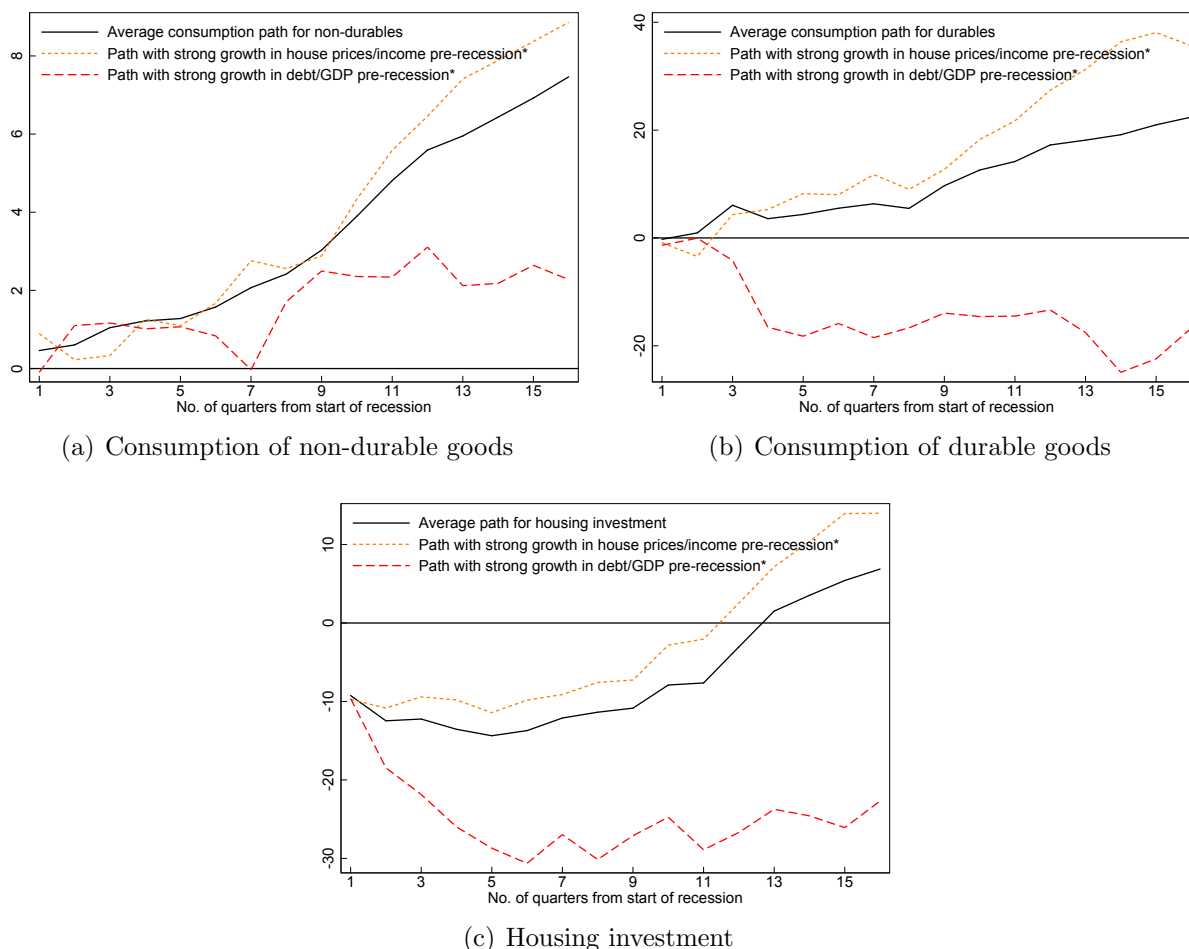 Average consumption path for non-durables
Path with strong growth in house prices/income pre-recession*
Path with strong growth in debt/GDP pre-recession*
8
6
4
2
0
1 3 5 7 9 11 13 15
No. of quarters from start of recession
(a) Consumption of non-durable goods
Average consumption path for durables
Path with strong growth in house prices/income pre-recession*
Path with strong growth in debt/GDP pre-recession*
40
20
0
-20
1 3 5 7 9 11 13 15
No. of quarters from start of recession
(b) Consumption of durable goods
Average path for housing investment
Path with strong growth in house prices/income pre-recession*
Path with strong growth in debt/GDP pre-recession*
10
0
-10
-20
-30
1 3 5 7 9 11 13 15
No. of quarters from start of recession
(c) Housing investment